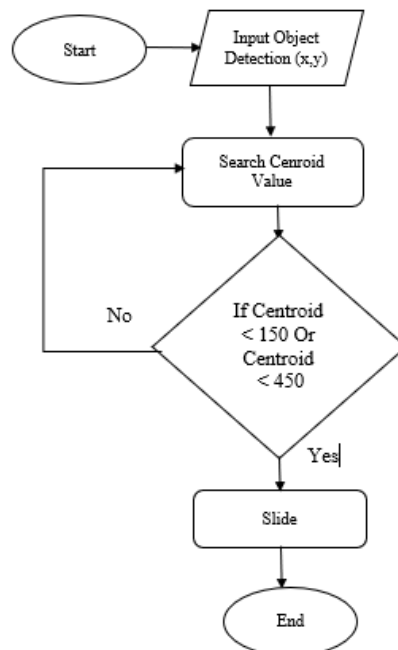 Start
Input Object
Detection (x,y)
Search Cenroid
Value
If Centroid
< 150 Or
Centroid
< 450
No
Yes
Slide
End